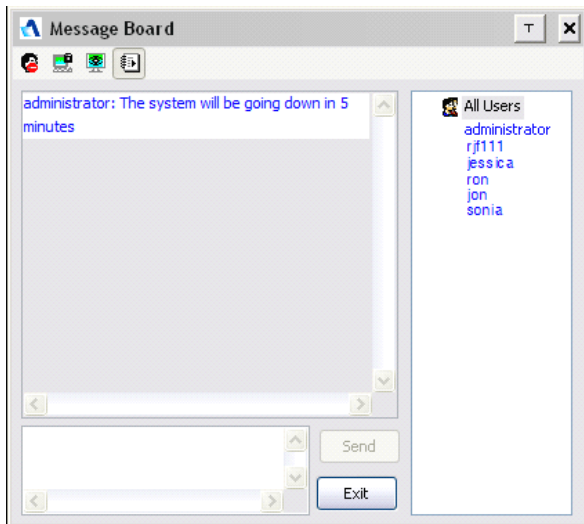 Message Board
T
administrator: The system will be going down in 5
minutes
All Users
administrator
rjf111
jessica
ron
jon
sonia
Send
Exit